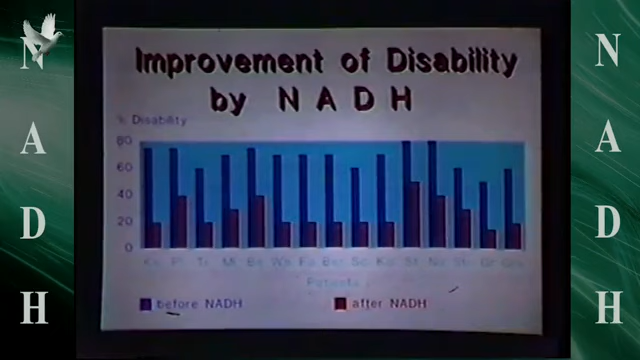 Improvement of Disability
by N A D H
% Disability
80
60
40
20
0
Patients
before NADH
after NADH
N
A
D
H
N
A
D
H